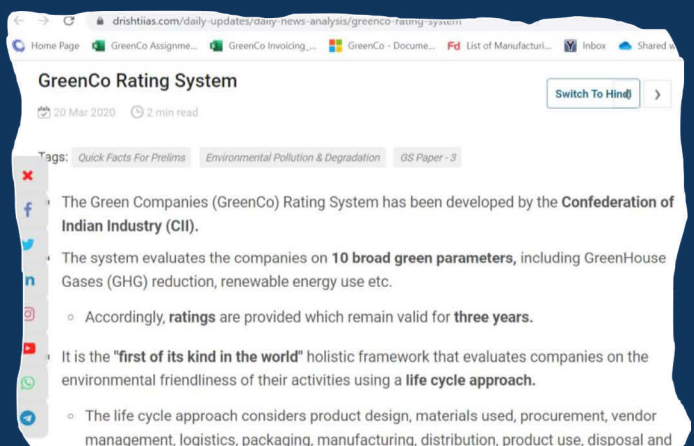 drishtiias.com/daily-updates/daily-news-analysis/greenco-rating-system
Home Page GreenCo Assignme... GreenCo Invoicing_... GreenCo - Docume... Fd List of Manufacturi... Inbox Shared w
GreenCo Rating System
Switch To Hindi
20 Mar 2020 2 min read
Tags: Quick Facts For Prelims Environmental Pollution & Degradation GS Paper - 3
The Green Companies (GreenCo) Rating System has been developed by the Confederation of
Indian Industry (CII).
The system evaluates the companies on 10 broad green parameters, including GreenHouse
Gases (GHG) reduction, renewable energy use etc.
Accordingly, ratings are provided which remain valid for three years.
It is the "first of its kind in the world" holistic framework that evaluates companies on the
environmental friendliness of their activities using a life cycle approach.
The life cycle approach considers product design, materials used, procurement, vendor
management, logistics, packaging, manufacturing, distribution, product use, disposal and